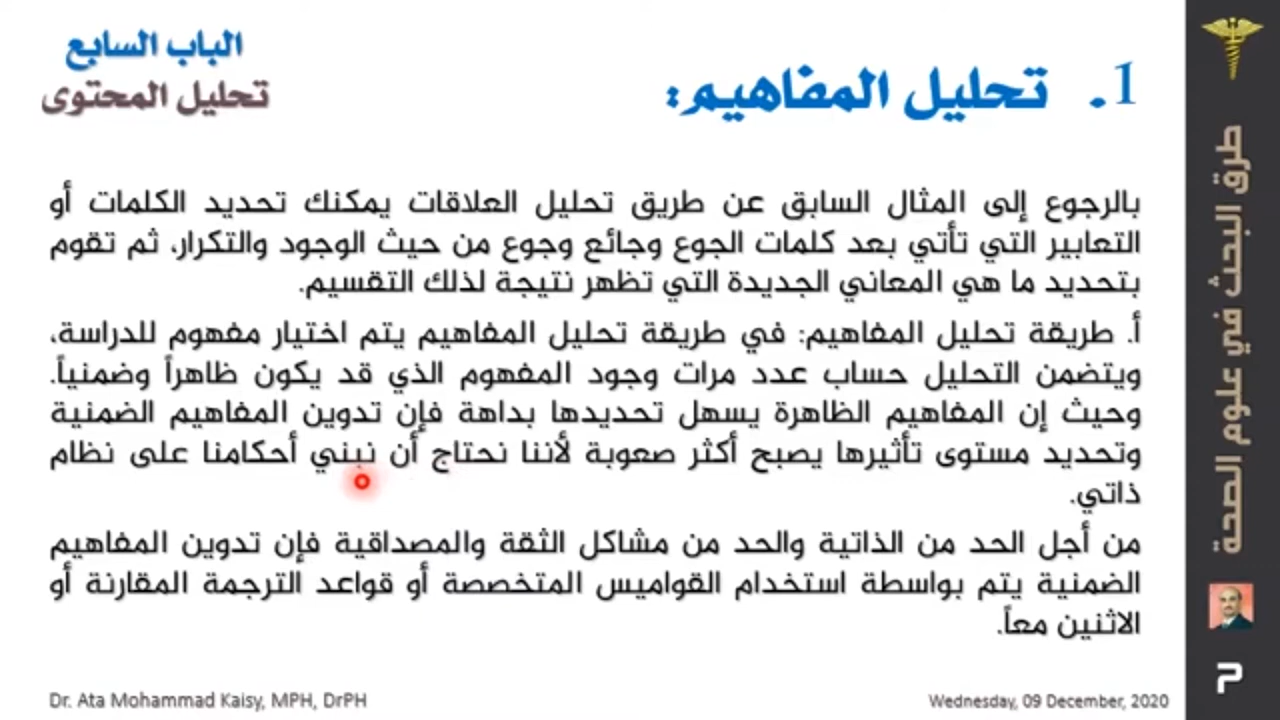 الباب السابع
تحليل المحتوى
1. تحليل المفاهيم:
بالرجوع إلى المثال السابق عن طريق تحليل العلاقات يمكنك تحديد الكلمات أو
التعابير التي تأتي بعد كلمات الجوع وجائع وجوع من حيث الوجود والتكرار، ثم تقوم
بتحديد ما هي المعاني الجديدة التي تظهر نتيجة لذلك التقسيم.
أ. طريقة تحليل المفاهيم: في طريقة تحليل المفاهيم يتم اختيار مفهوم للدراسة،
ويتضمن التحليل حساب عدد مرات وجود المفهوم الذي قد يكون ظاهراً وضمنياً.
وحيث إن المفاهيم الظاهرة يسهل تحديدها بداهة فإن تدوين المفاهيم الضمنية
وتحديد مستوى تأثيرها يصبح أكثر صعوبة لأننا نحتاج أن نبني أحكامنا على نظام
ذاتي.
من أجل الحد من الذاتية والحد من مشاكل الثقة والمصداقية فإن تدوين المفاهيم
الضمنية يتم بواسطة استخدام القواميس المتخصصة أو قواعد الترجمة المقارنة أو
الاثنين معاً.
طرق البحث في علوم الصحة
Dr. Ata Mohammad Kaisy, MPH, DrPH
Wednesday, 09 December, 2020